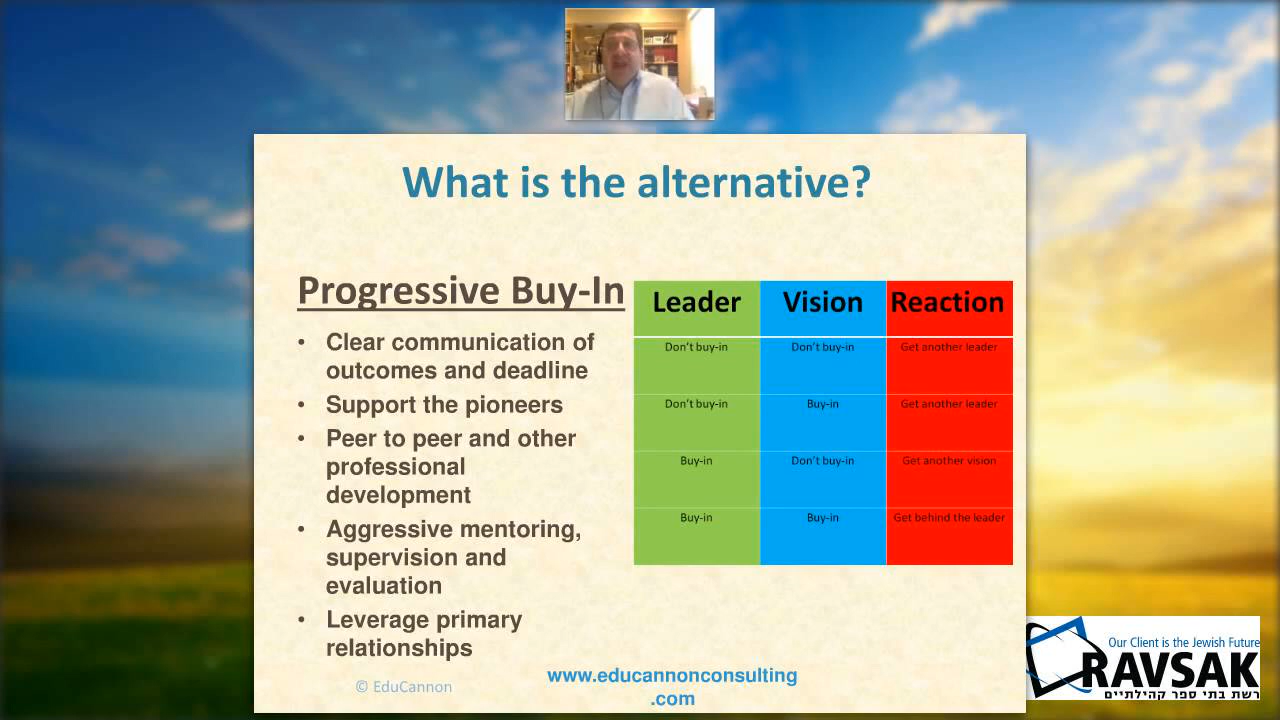 What is the alternative?
Progressive Buy-In
• Clear communication of
outcomes and deadline
• Support the pioneers
• Peer to peer and other
professional
development
• Aggressive mentoring,
supervision and
evaluation
• Leverage primary
relationships
Leader Vision Reaction
Don't buy-in Don't buy-in Get another leader
Don't buy-in Buy-in Get another leader
Buy-in Don't buy-in Get another vision
Buy-in Buy-in Get behind the leader
© EduCannon
www.educannonconsulting
.com
Our Client is the Jewish Future
RAVSAK
רשת בתי ספר קהילתיים